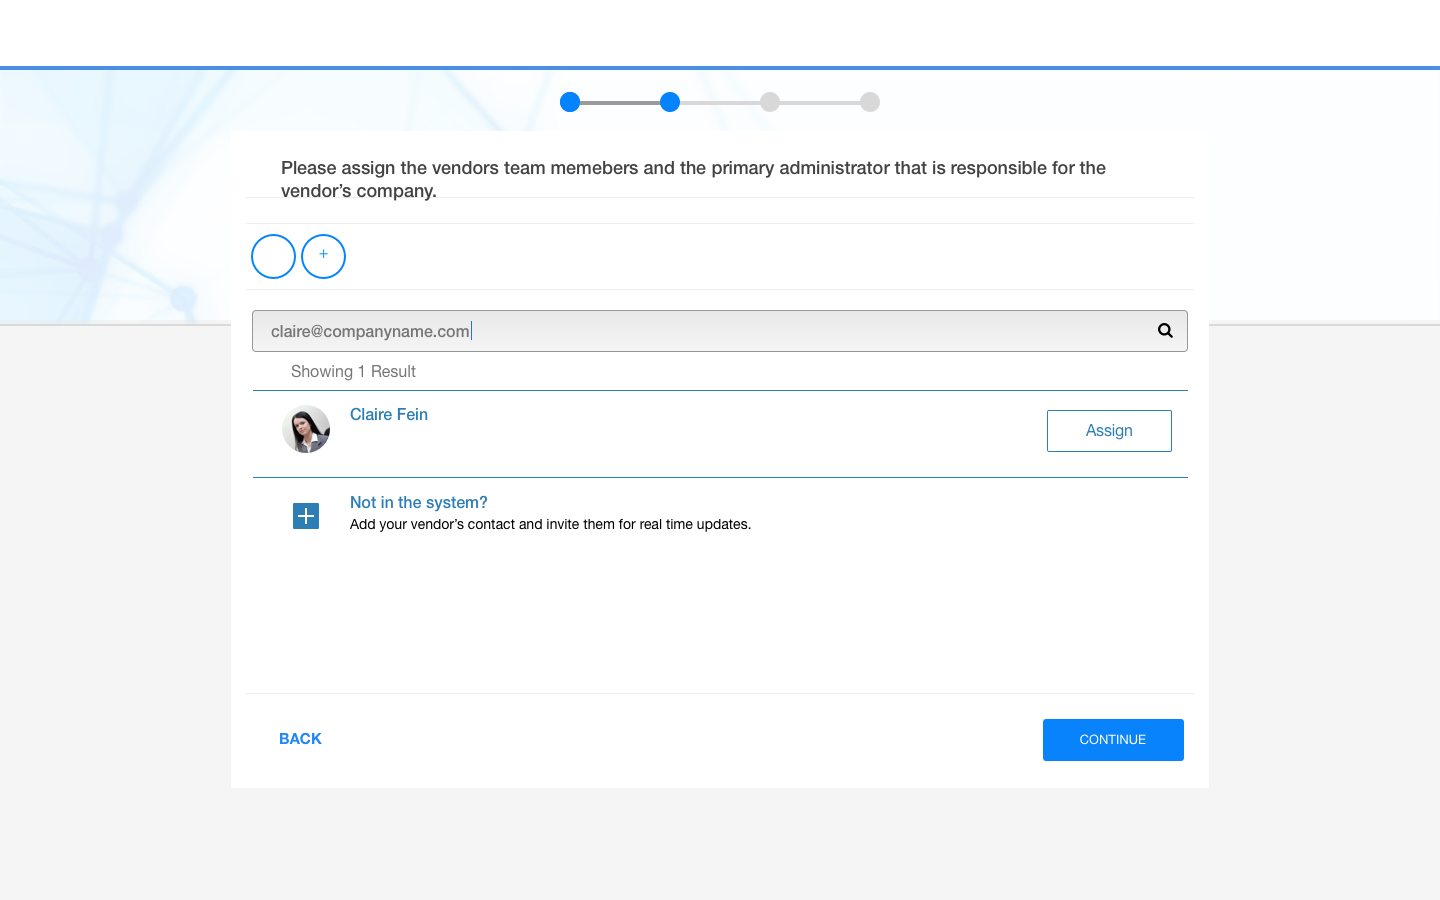 Please assign the vendors team memebers and the primary administrator that is responsible for the
vendor’s company.
+
claire@companyname.com
Showing 1 Result
Claire Fein
Assign
Not in the system?
Add your vendor’s contact and invite them for real time updates.
BACK
CONTINUE